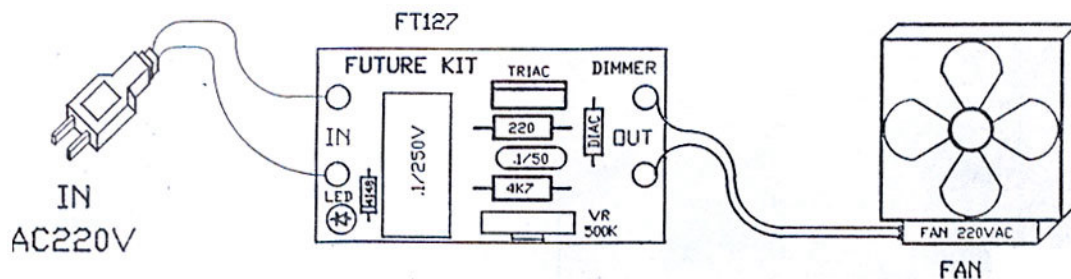 FT127
FUTURE KIT
DIMMER
TRIAC
IN
.1/250V
220
DIAC
OUT
.1/50
LED
4148
4K7
VR
500K
IN
AC220V
FAN 220VAC
FAN